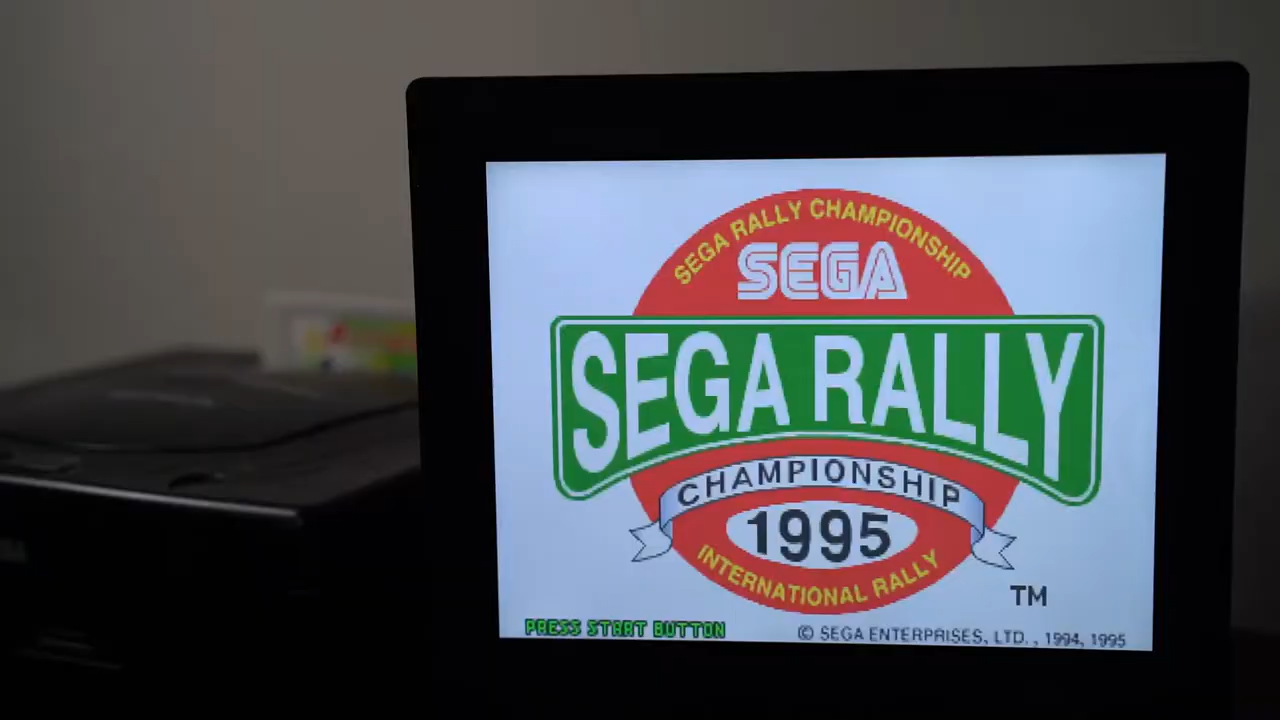 SEGA RALLY CHAMPIONSHIP
SEGA
SEGA RALLY
CHAMPIONSHIP
1995
INTERNATIONAL RALLY
TM
PRESS START BUTTON
© SEGA ENTERPRISES, LTD. , 1994, 1995